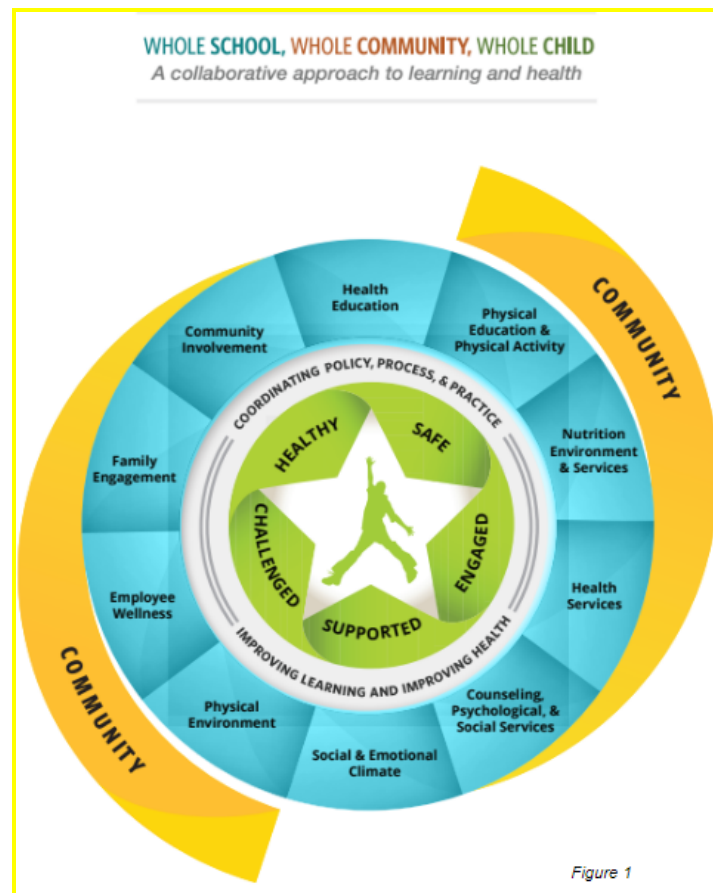 WHOLE SCHOOL, WHOLE COMMUNITY, WHOLE CHILD
A collaborative approach to learning and health
COMMUNITY
Health
Education
Physical
Education &
Physical Activity
Nutrition
Environment
& Services
Health
Services
Counseling,
Psychological, &
Social Services
Social & Emotional
Climate
Physical
Environment
Employee
Wellness
Family
Engagement
Community
Involvement
COORDINATING POLICY, PROCESS, & PRACTICE
IMPROVING LEARNING AND IMPROVING HEALTH
HEALTHY
SAFE
ENGAGED
SUPPORTED
CHALLENGED
COMMUNITY
Figure 1